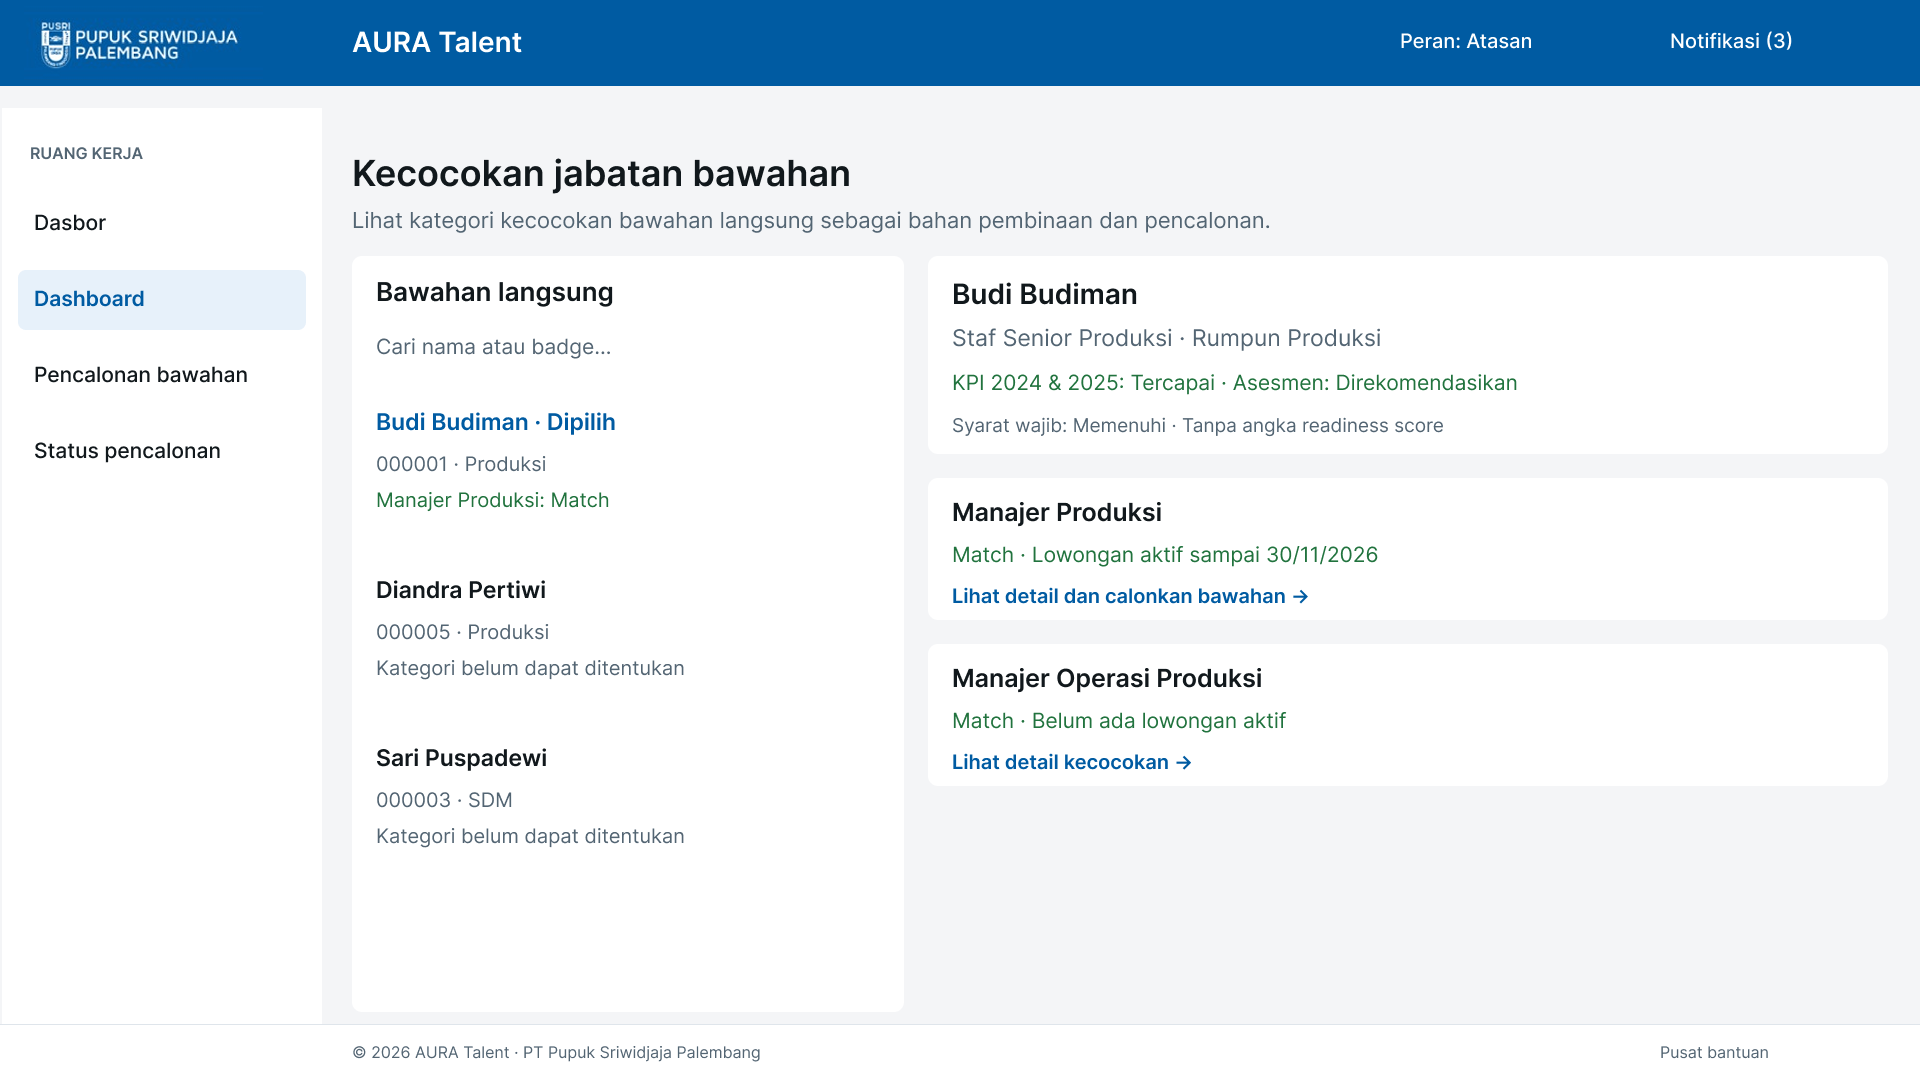 PUSRI
PUPUK SRIWIDJAJA
PALEMBANG
AURA Talent
Peran: Atasan
Notifikasi (3)
RUANG KERJA
Dasbor
Dashboard
Pencalonan bawahan
Status pencalonan
Kecocokan jabatan bawahan
Lihat kategori kecocokan bawahan langsung sebagai bahan pembinaan dan pencalonan.
Bawahan langsung
Cari nama atau badge...
Budi Budiman · Dipilih
000001 · Produksi
Manajer Produksi: Match
Diandra Pertiwi
000005 · Produksi
Kategori belum dapat ditentukan
Sari Puspadewi
000003 · SDM
Kategori belum dapat ditentukan
Budi Budiman
Staf Senior Produksi · Rumpun Produksi
KPI 2024 & 2025: Tercapai · Asesmen: Direkomendasikan
Syarat wajib: Memenuhi · Tanpa angka readiness score
Manajer Produksi
Match · Lowongan aktif sampai 30/11/2026
Lihat detail dan calonkan bawahan →
Manajer Operasi Produksi
Match · Belum ada lowongan aktif
Lihat detail kecocokan →
© 2026 AURA Talent · PT Pupuk Sriwidjaja Palembang
Pusat bantuan